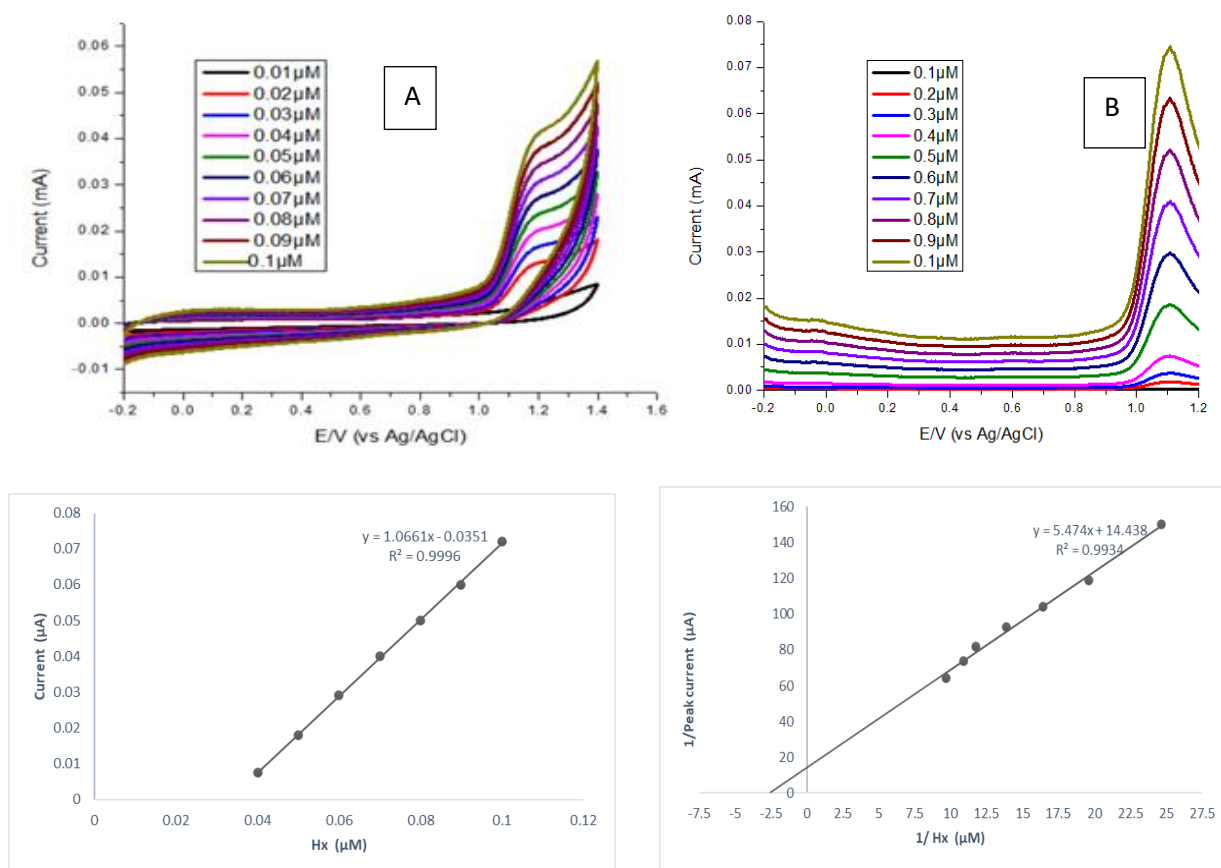 A
0.06
0.05
0.04
0.03
0.02
0.01
0.00
-0.01
Current (mA)
0.01µM
0.02µM
0.03µM
0.04µM
0.05µM
0.06µM
0.07µM
0.08µM
0.09µM
0.1µM
-0.2 0.0 0.2 0.4 0.6 0.8 1.0 1.2 1.4 1.6
E/V (vs Ag/AgCl)
B
0.08
0.07
0.06
0.05
0.04
0.03
0.02
0.01
0.00
Current (mA)
0.1µM
0.2µM
0.3µM
0.4µM
0.5µM
0.6µM
0.7µM
0.8µM
0.9µM
0.1µM
-0.2 0.0 0.2 0.4 0.6 0.8 1.0 1.2
E/V (vs Ag/AgCl)
0.08
0.07
0.06
0.05
0.04
0.03
0.02
0.01
0
Current (µA)
y = 1.0661x - 0.0351
R² = 0.9996
0 0.02 0.04 0.06 0.08 0.1 0.12
Hx (µM)
160
140
120
100
80
60
40
20
0
1/Peak current (µA)
y = 5.474x + 14.438
R² = 0.9934
-7.5 -5 -2.5 0 2.5 5 7.5 10 12.5 15 17.5 20 22.5 25 27.5
1/ Hx (µM)